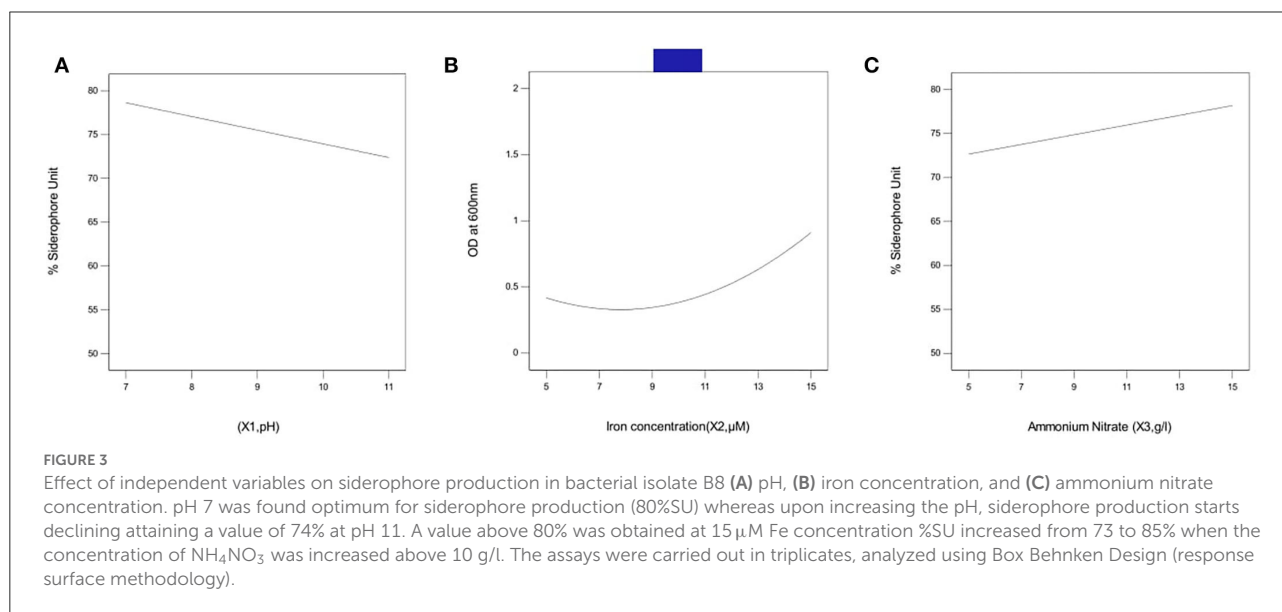 A
B
C
% Siderophore Unit
80
75
70
65
60
55
50
7
8
9
10
11
(X1,pH)
OD at 600nm
2
1.5
1
0.5
0
5
7
9
11
13
15
Iron concentration(X2,µM)
% Siderophore Unit
80
75
70
65
60
55
50
5
7
9
11
13
15
Ammonium Nitrate (X3,g/l)
FIGURE 3
Effect of independent variables on siderophore production in bacterial isolate B8 (A) pH, (B) iron concentration, and (C) ammonium nitrate
concentration. pH 7 was found optimum for siderophore production (80%SU) whereas upon increasing the pH, siderophore production starts
declining attaining a value of 74% at pH 11. A value above 80% was obtained at 15 µM Fe concentration %SU increased from 73 to 85% when the
concentration of NH₄NO₃ was increased above 10 g/l. The assays were carried out in triplicates, analyzed using Box Behnken Design (response
surface methodology).